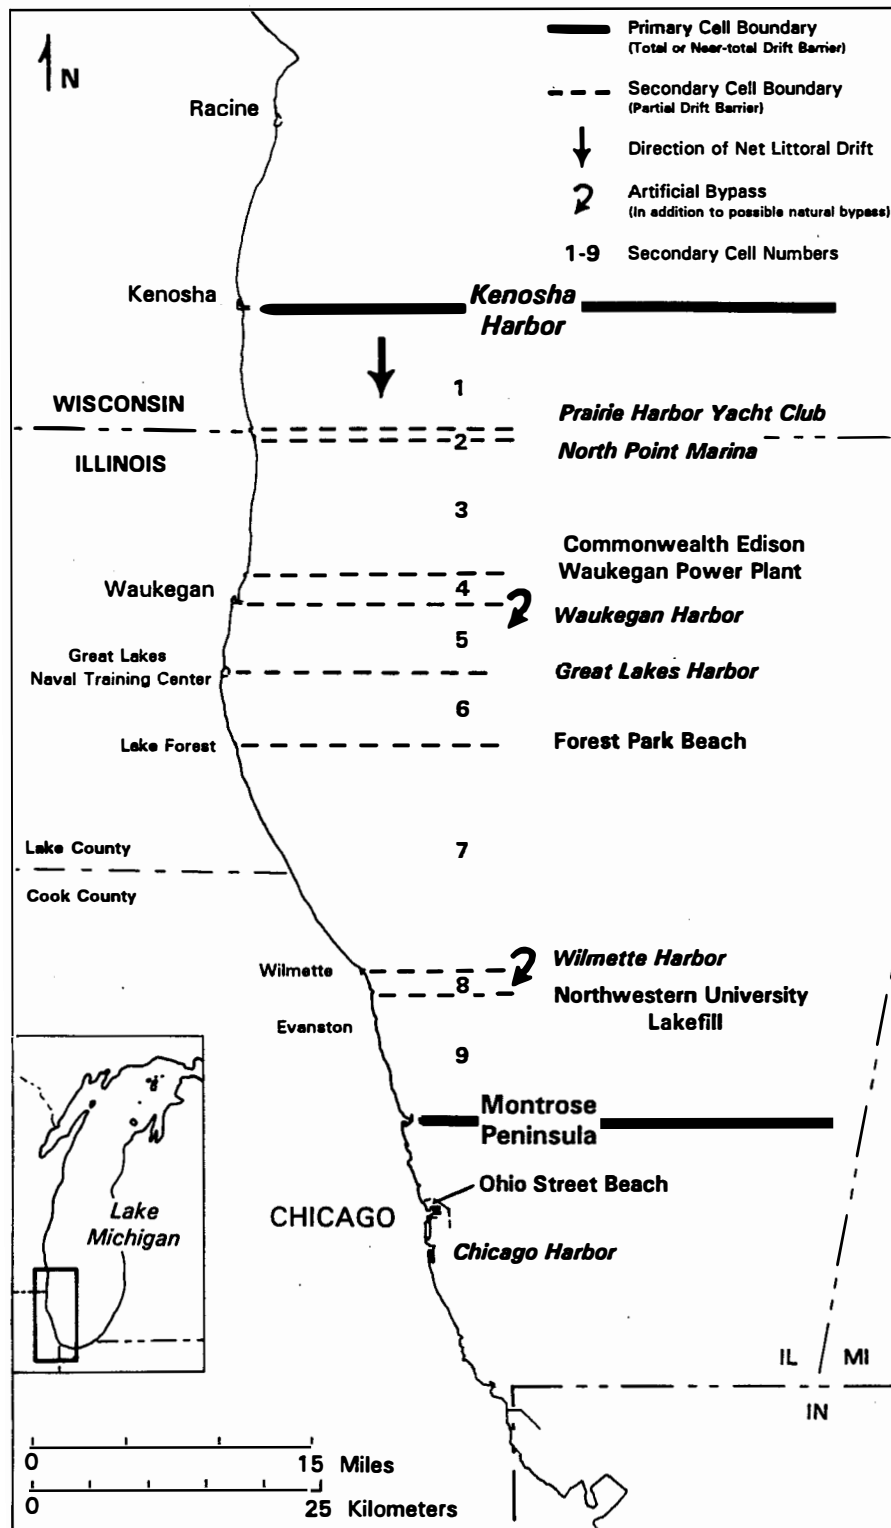 Primary Cell Boundary
(Total or Near-total Drift Barrier)
N
Secondary Cell Boundary
(Partial Drift Barrier)
Racine
Direction of Net Littoral Drift
Artificial Bypass
(In addition to possible natural bypass)
1-9 Secondary Cell Numbers
Kenosha
Kenosha
Harbor
1
WISCONSIN
Prairie Harbor Yacht Club
2
North Point Marina
ILLINOIS
3
Commonwealth Edison
Waukegan Power Plant
Waukegan
4
Waukegan Harbor
5
Great Lakes
Naval Training Center
Great Lakes Harbor
6
Lake Forest
Forest Park Beach
7
Lake County
Cook County
Wilmette
Wilmette Harbor
8
Northwestern University
Lakefill
Evanston
9
Montrose
Peninsula
Ohio Street Beach
CHICAGO
Chicago Harbor
Lake
Michigan
IL
MI
IN
0 15 Miles
0 25 Kilometers